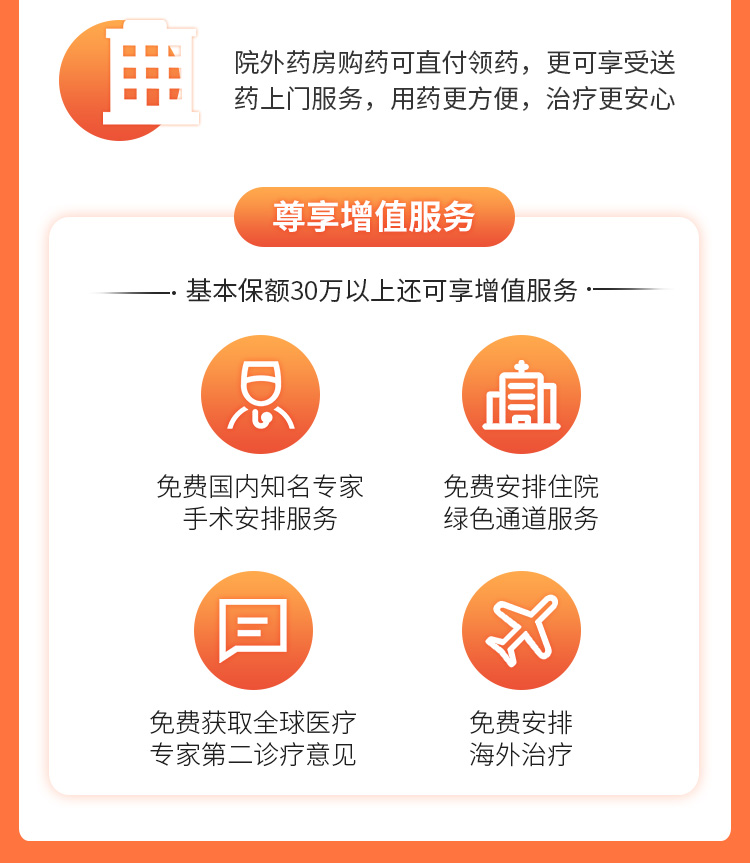 院外药房购药可直付领药，更可享受送
药上门服务，用药更方便，治疗更安心
尊享增值服务
基本保额30万以上还可享增值服务
免费国内知名专家
手术安排服务
免费安排住院
绿色通道服务
免费获取全球医疗
专家第二诊疗意见
免费安排
海外治疗